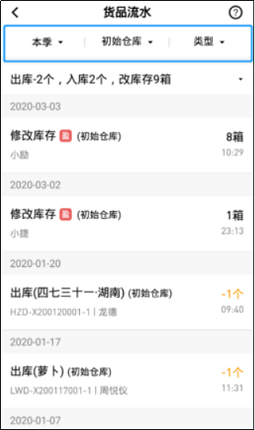 货品流水
本季 初始仓库 类型
出库-2个，入库2个，改库存9箱
2020-03-03
修改库存 盈 (初始仓库) 8箱
小励 10:29
2020-03-02
修改库存 盈 (初始仓库) 1箱
小捷 23:13
2020-01-20
出库(四七三十一·湖南) (初始仓库) -1个
HZD-X200120001-1 | 龙德 09:40
2020-01-17
出库(萝卜) (初始仓库) -1个
LWD-X200117001-1 | 周悦仪 11:31
2020-01-07